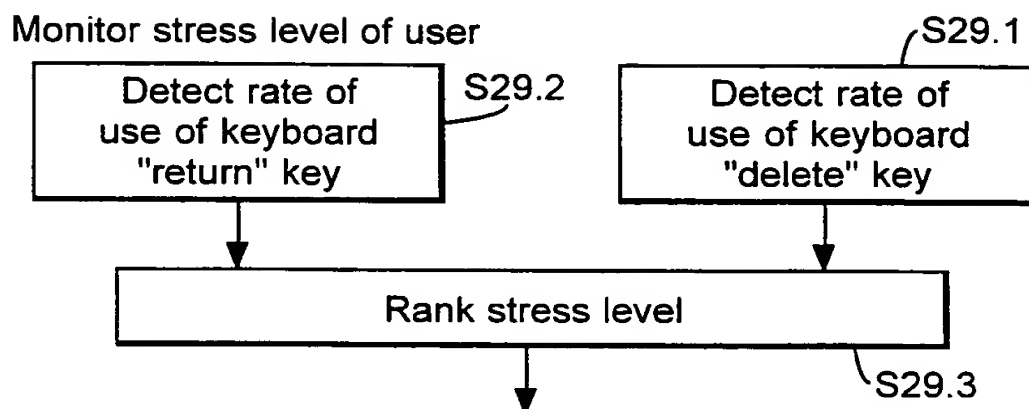 Monitor stress level of user
S29.1
Detect rate of
use of keyboard
"return" key
S29.2
Detect rate of
use of keyboard
"delete" key
Rank stress level
S29.3